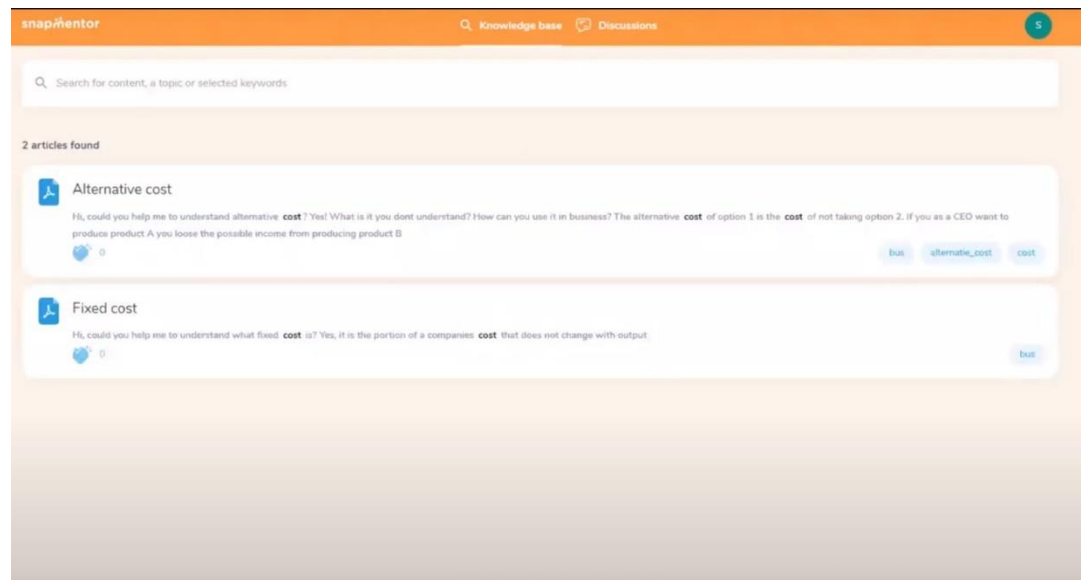 snapmentor
Knowledge base
Discussions
S
Search for content, a topic or selected keywords
2 articles found
Alternative cost
Hi, could you help me to understand alternative cost? Yes! What is it you dont understand? How can you use it in business? The alternative cost of option 1 is the cost of not taking option 2. If you as a CEO want to
produce product A you loose the possible income from producing product B
0
bus
alternatie_cost
cost
Fixed cost
Hi, could you help me to understand what fixed cost is? Yes, it is the portion of a companies cost that does not change with output
0
bus